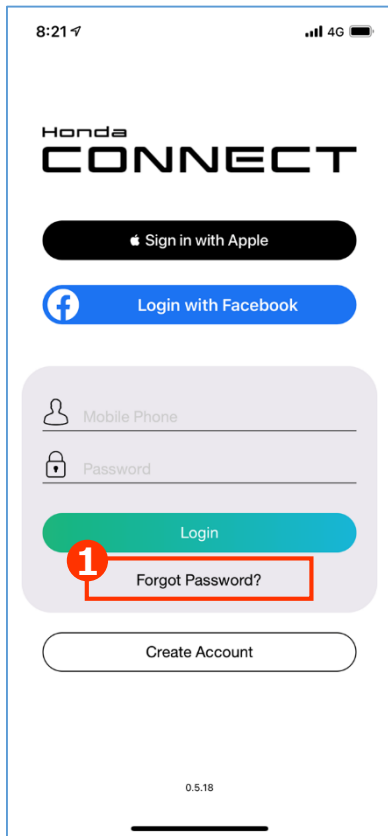 8:21 4G
Honda
CONNECT
Sign in with Apple
Login with Facebook
Mobile Phone
Password
Login
1
Forgot Password?
Create Account
0.5.18